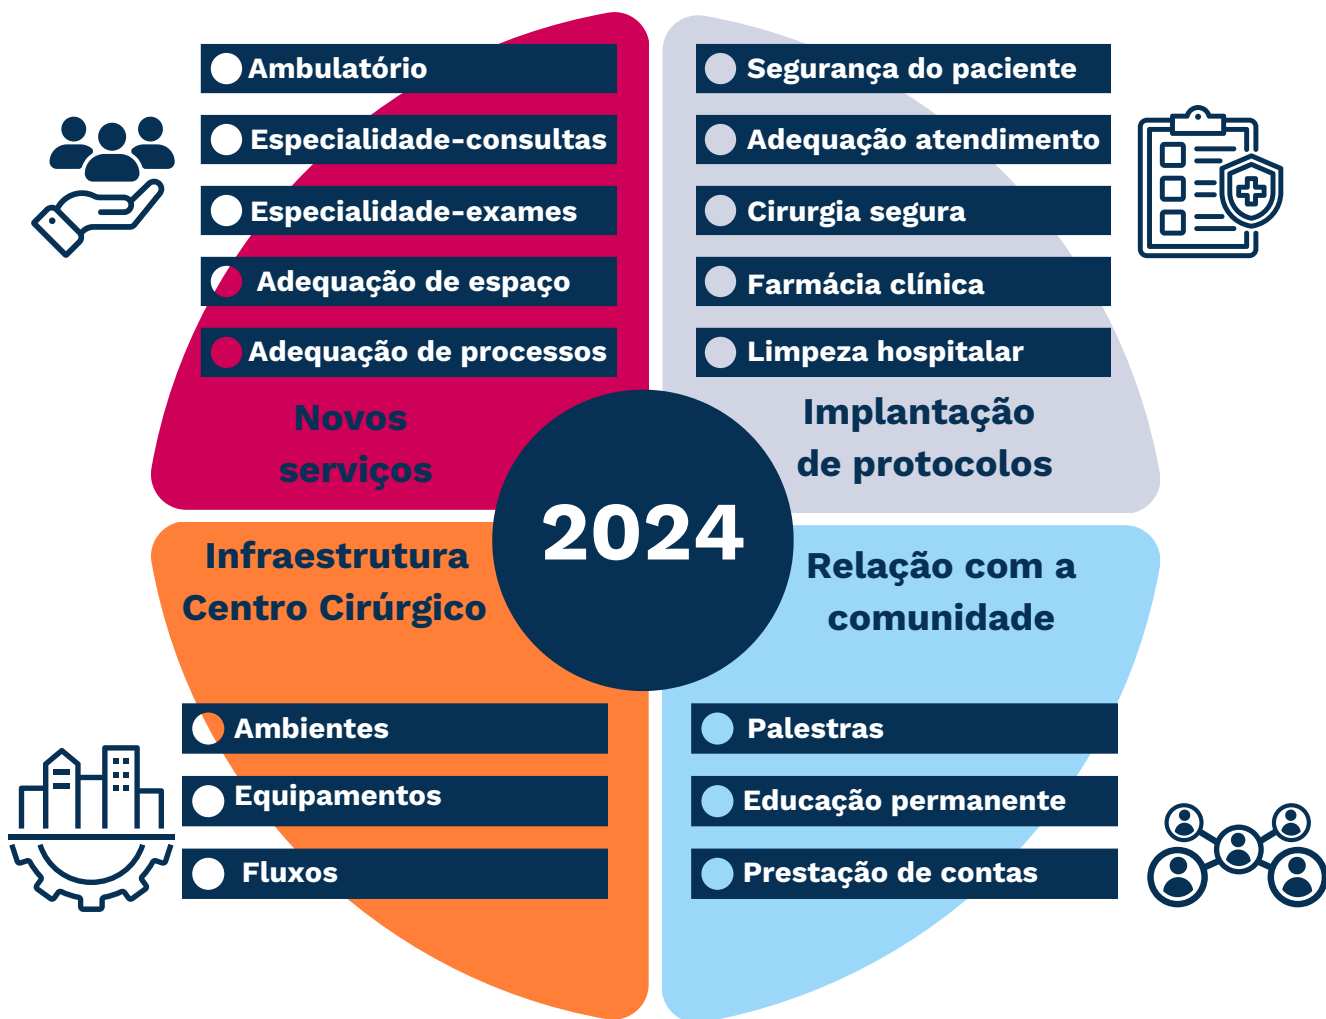 Ambulatório
Especialidade-consultas
Especialidade-exames
Adequação de espaço
Adequação de processos
Novos
serviços
Segurança do paciente
Adequação atendimento
Cirurgia segura
Farmácia clínica
Limpeza hospitalar
Implantação
de protocolos
2024
Infraestrutura
Centro Cirúrgico
Ambientes
Equipamentos
Fluxos
Relação com a
comunidade
Palestras
Educação permanente
Prestação de contas